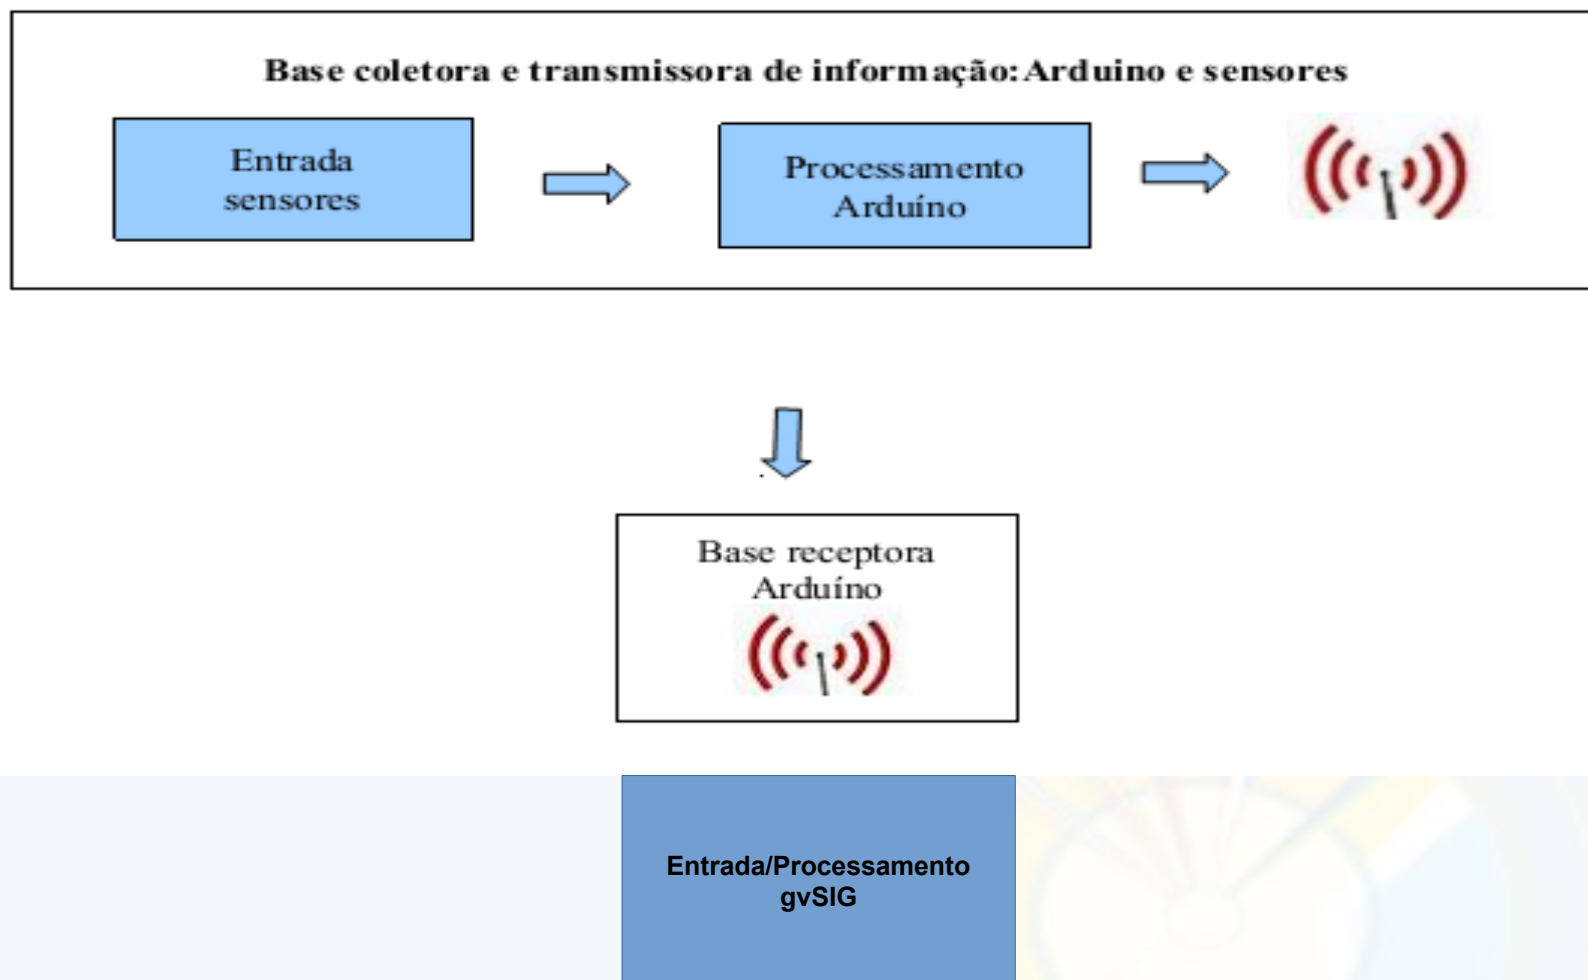 Base coletora e transmissora de informação: Arduino e sensores
Entrada
sensores
Processamento
Arduíno
Base receptora
Arduíno
Entrada/Processamento
gvSIG